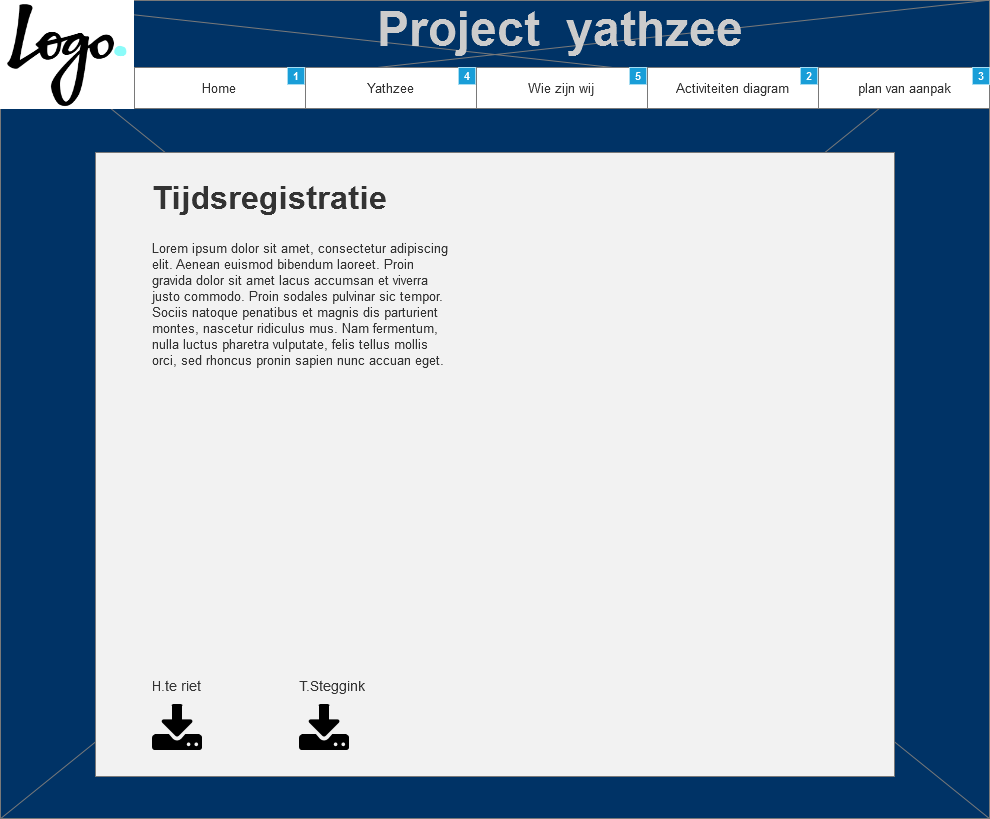 Logo.
Project yathzee
Home 1
Yathzee 4
Wie zijn wij 5
Activiteiten diagram 2
plan van aanpak 3
Tijdsregistratie
Lorem ipsum dolor sit amet, consectetur adipiscing
elit. Aenean euismod bibendum laoreet. Proin
gravida dolor sit amet lacus accumsan et viverra
justo commodo. Proin sodales pulvinar sic tempor.
Sociis natoque penatibus et magnis dis parturient
montes, nascetur ridiculus mus. Nam fermentum,
nulla luctus pharetra vulputate, felis tellus mollis
orci, sed rhoncus pronin sapien nunc accuan eget.
H.te riet
T.Steggink